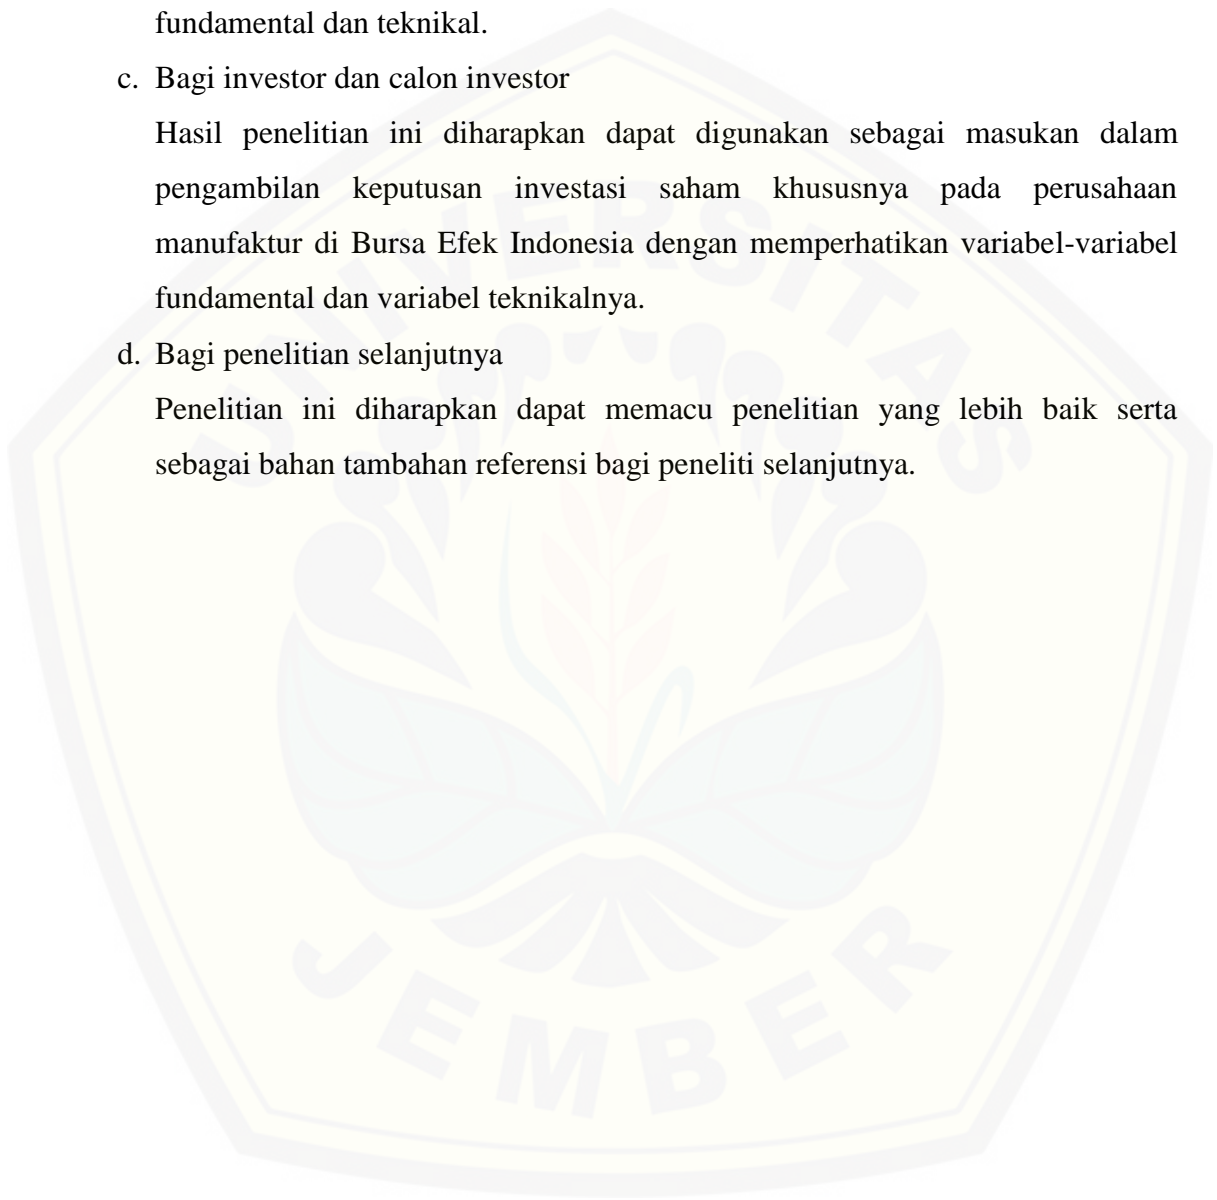 fundamental dan teknikal.
c. Bagi investor dan calon investor
Hasil penelitian ini diharapkan dapat digunakan sebagai masukan dalam
pengambilan keputusan investasi saham khususnya pada perusahaan
manufaktur di Bursa Efek Indonesia dengan memperhatikan variabel-variabel
fundamental dan variabel teknikalnya.
d. Bagi penelitian selanjutnya
Penelitian ini diharapkan dapat memacu penelitian yang lebih baik serta
sebagai bahan tambahan referensi bagi peneliti selanjutnya.
UNIVERSITAS
JEMBER